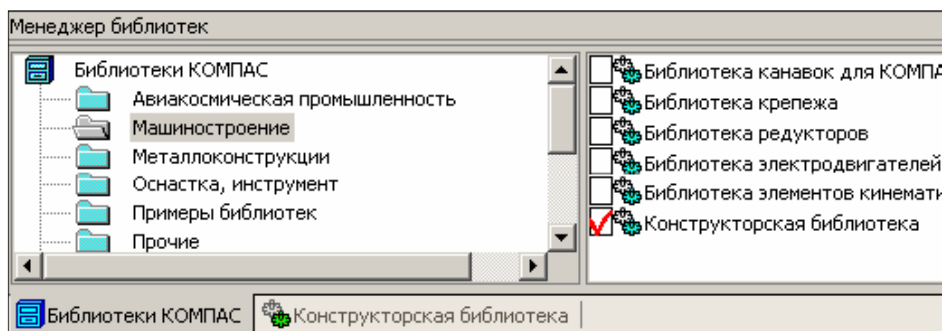 Менеджер библиотек
Библиотеки КОМПАС
Авиакосмическая промышленность
Машиностроение
Металлоконструкции
Оснастка, инструмент
Примеры библиотек
Прочие
Библиотека канавок для КОМПА
Библиотека крепежа
Библиотека редукторов
Библиотека электродвигателей
Библиотека элементов кинемати
Конструкторская библиотека
Библиотеки КОМПАС
Конструкторская библиотека